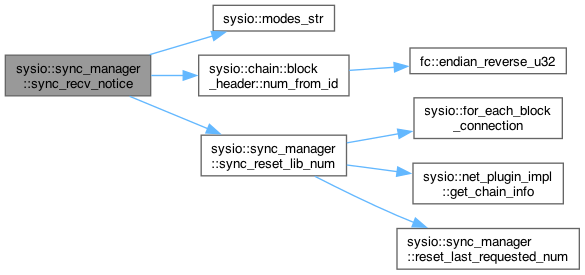 sysio::modes_str
sysio::sync_manager
::sync_recv_notice
sysio::chain::block
_header::num_from_id
fc::endian_reverse_u32
sysio::for_each_block
_connection
sysio::sync_manager
::sync_reset_lib_num
sysio::net_plugin_impl
::get_chain_info
sysio::sync_manager
::reset_last_requested_num